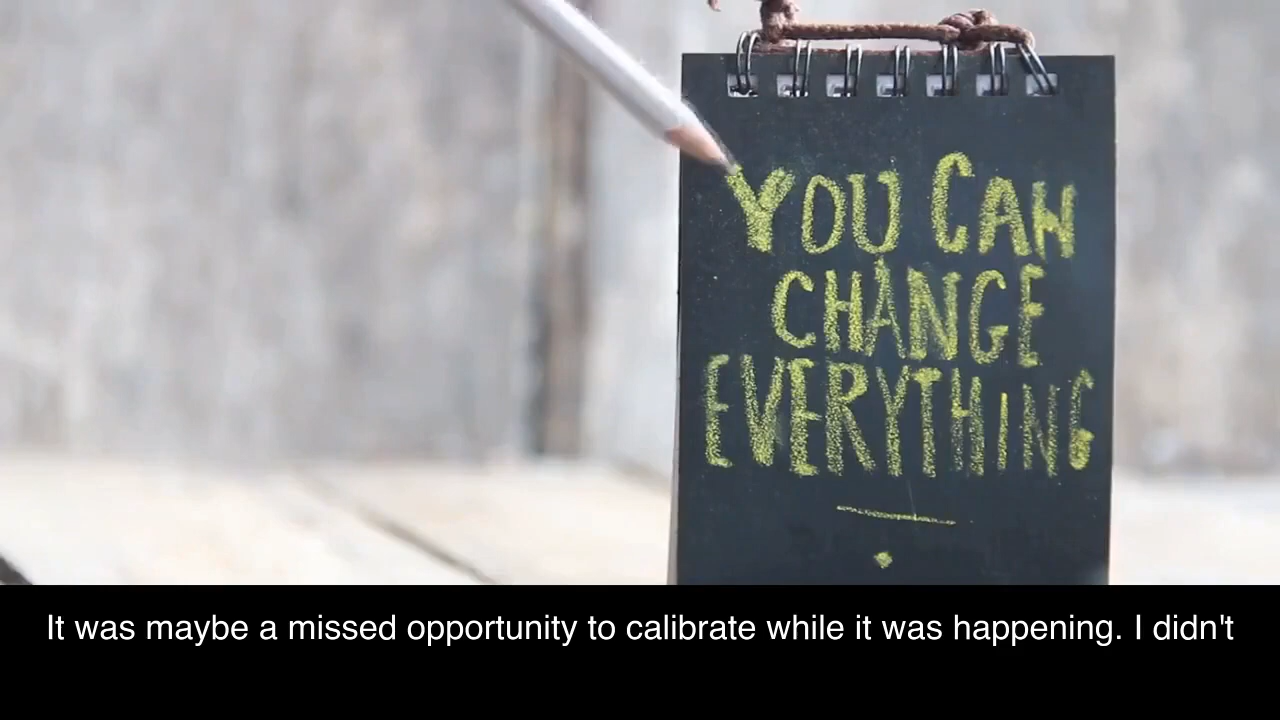 YOU CAN
CHANGE
EVERYTHING
It was maybe a missed opportunity to calibrate while it was happening. I didn't